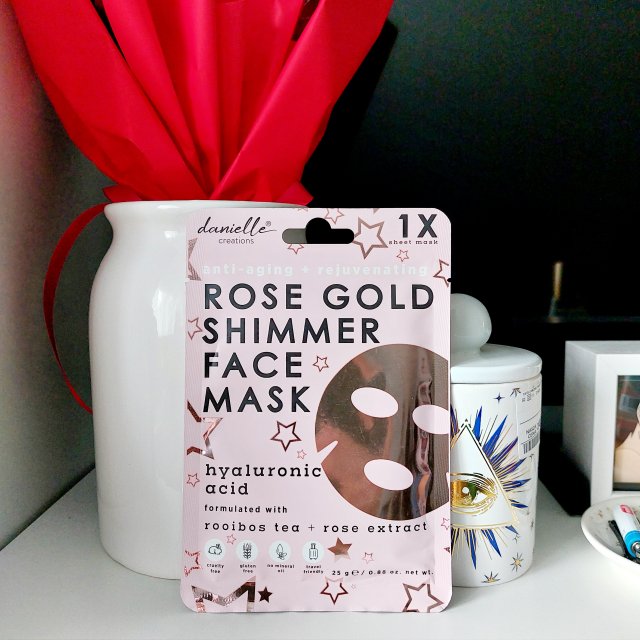 danielle®
creations
1X
sheet mask
anti-aging + rejuvenating
ROSE GOLD
SHIMMER
FACE
MASK
hyaluronic
acid
formulated with
rooibos tea + rose extract
cruelty
free
gluten
free
no mineral
oil
travel
friendly
25 g e / 0.88 oz. net wt.